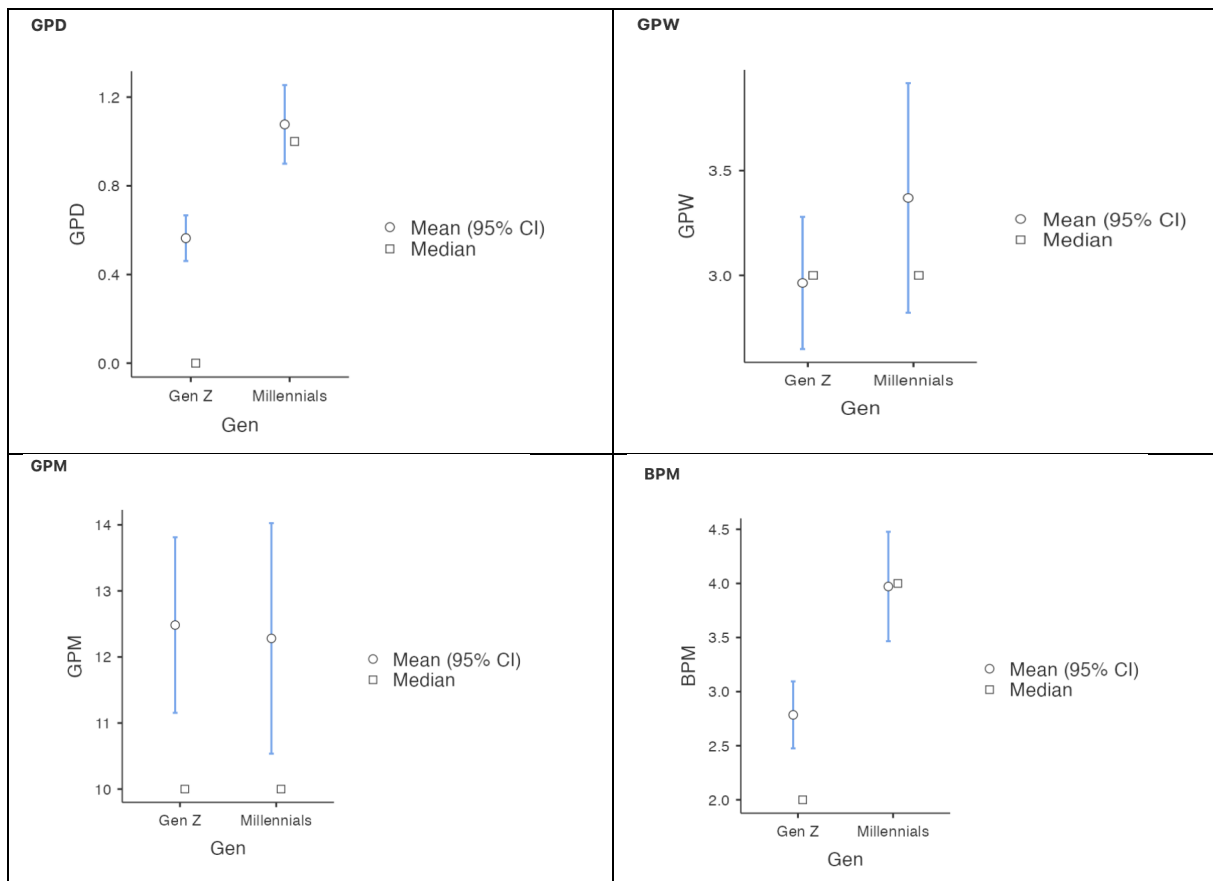 GPD
1.2
0.8
0.4
0.0
GPD
Gen Z Millennials
Gen
Mean (95% CI)
Median
GPW
3.5
3.0
GPW
Gen Z Millennials
Gen
Mean (95% CI)
Median
GPM
14
13
12
11
10
GPM
Gen Z Millennials
Gen
Mean (95% CI)
Median
BPM
4.5
4.0
3.5
3.0
2.5
2.0
BPM
Gen Z Millennials
Gen
Mean (95% CI)
Median